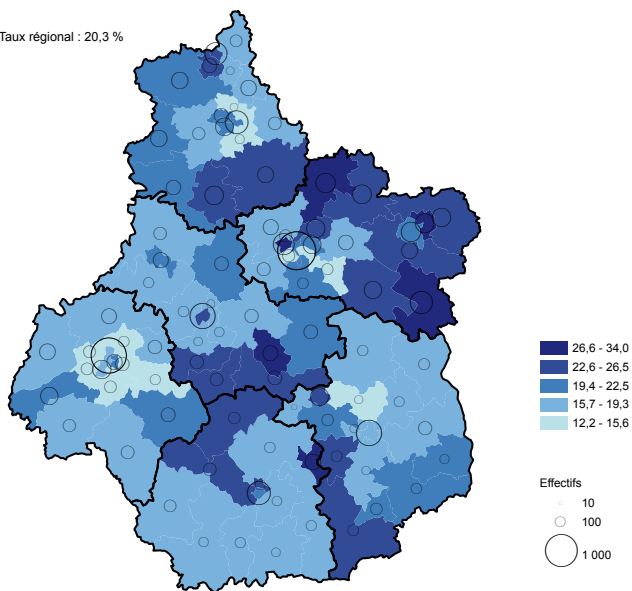 Taux régional : 20,3 %
26,6 - 34,0
22,6 - 26,5
19,4 - 22,5
15,7 - 19,3
12,2 - 15,6
Effectifs
10
100
1 000